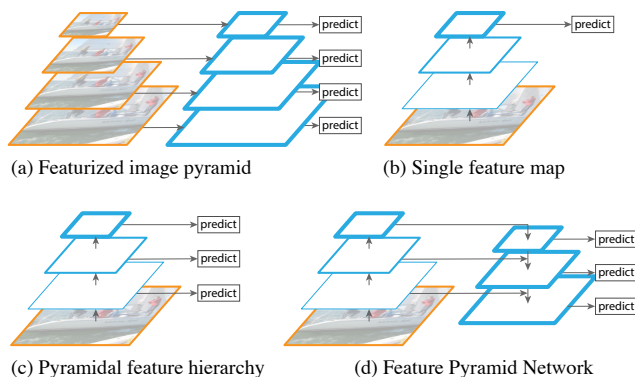 predict
predict
predict
predict
predict
(a) Featurized image pyramid
(b) Single feature map
predict
predict
predict
predict
predict
predict
(c) Pyramidal feature hierarchy
(d) Feature Pyramid Network